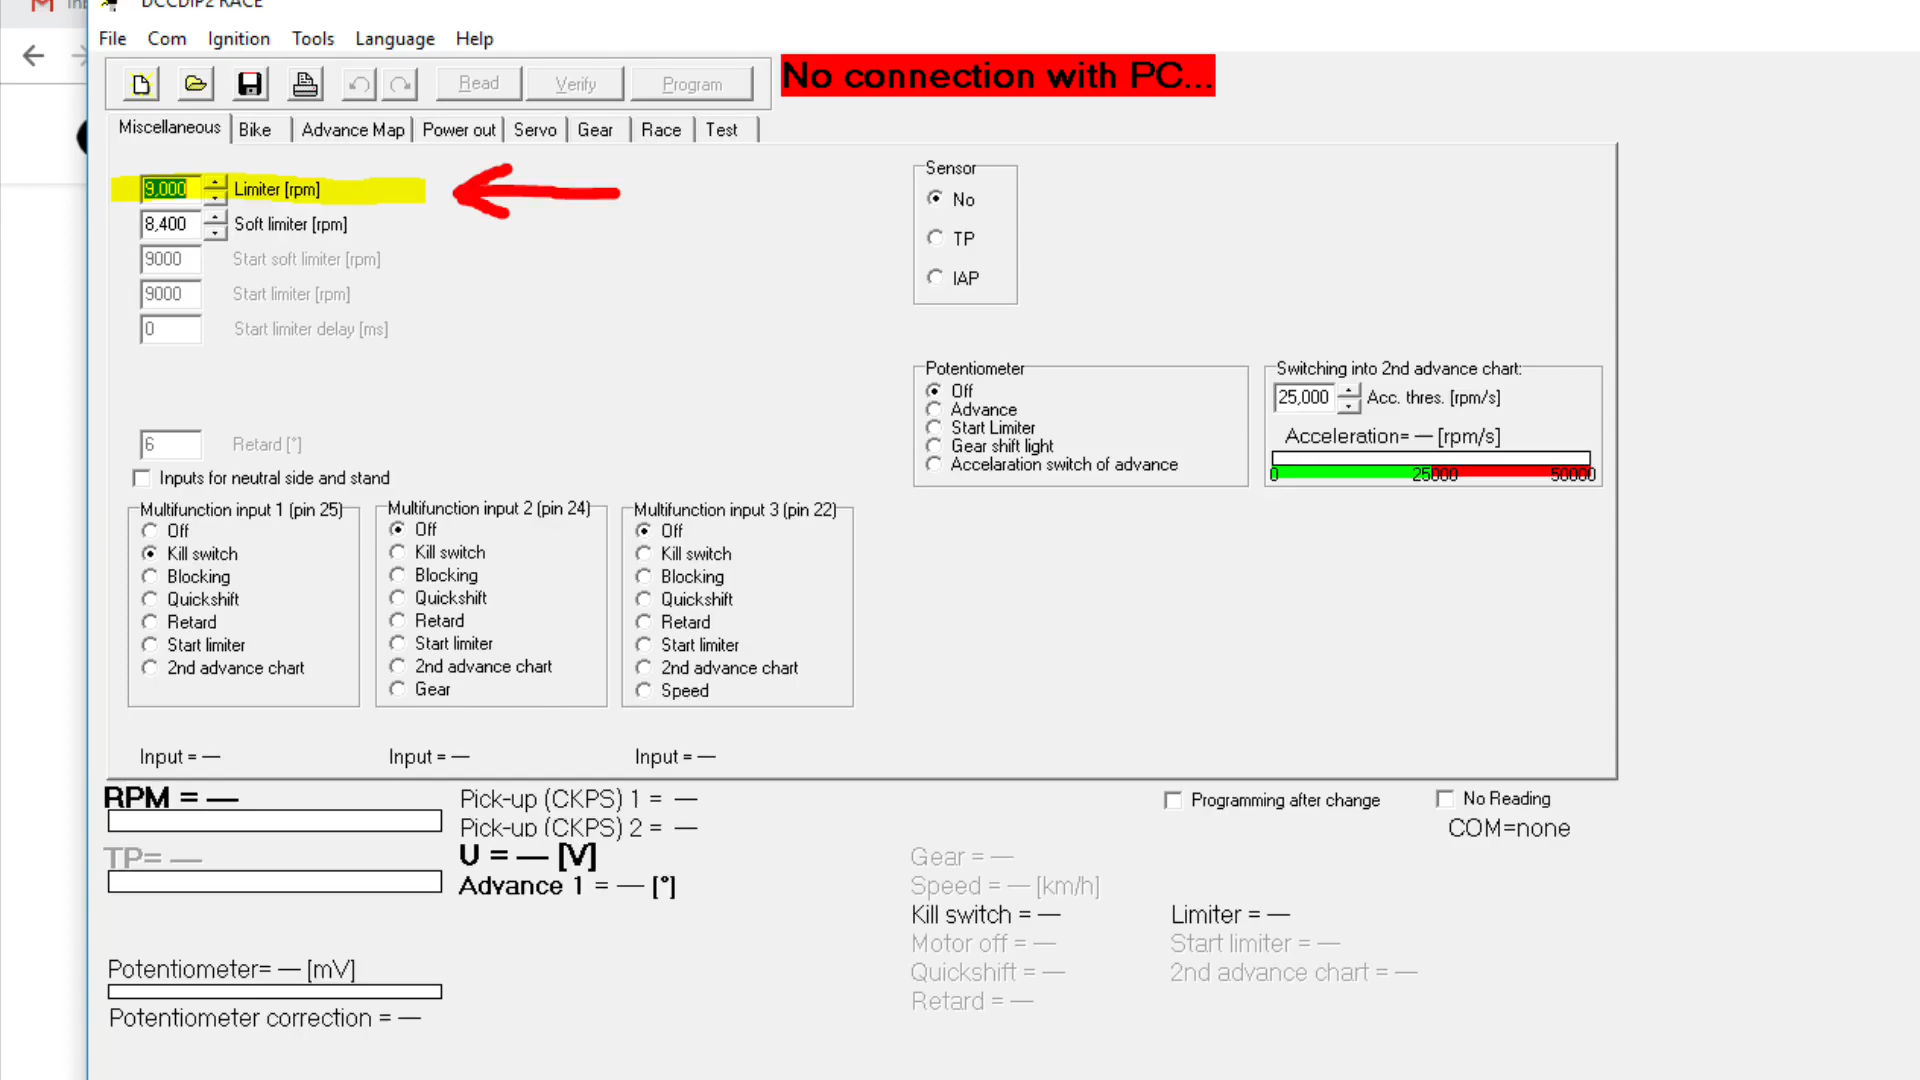 DCCDIP2 RACE
File Com Ignition Tools Language Help
Read Verify Program
No connection with PC...
Miscellaneous Bike Advance Map Power out Servo Gear Race Test
9,000 Limiter [rpm]
8,400 Soft limiter [rpm]
9000 Start soft limiter [rpm]
9000 Start limiter [rpm]
0 Start limiter delay [ms]
Sensor
No
TP
IAP
Potentiometer
Off
Advance
Start Limiter
Gear shift light
Accelaration switch of advance
Switching into 2nd advance chart:
25,000 Acc. thres. [rpm/s]
Acceleration= — [rpm/s]
0 25000 50000
6 Retard [°]
Inputs for neutral side and stand
Multifunction input 1 (pin 25)
Off
Kill switch
Blocking
Quickshift
Retard
Start limiter
2nd advance chart
Multifunction input 2 (pin 24)
Off
Kill switch
Blocking
Quickshift
Retard
Start limiter
2nd advance chart
Gear
Multifunction input 3 (pin 22)
Off
Kill switch
Blocking
Quickshift
Retard
Start limiter
2nd advance chart
Speed
Input = — Input = — Input = —
RPM = —
TP= —
Potentiometer= — [mV]
Potentiometer correction = —
Pick-up (CKPS) 1 = —
Pick-up (CKPS) 2 = —
U = — [V]
Advance 1 = — [°]
Programming after change
No Reading
COM=none
Gear = —
Speed = — [km/h]
Kill switch = —
Motor off = —
Quickshift = —
Retard = —
Limiter = —
Start limiter = —
2nd advance chart = —